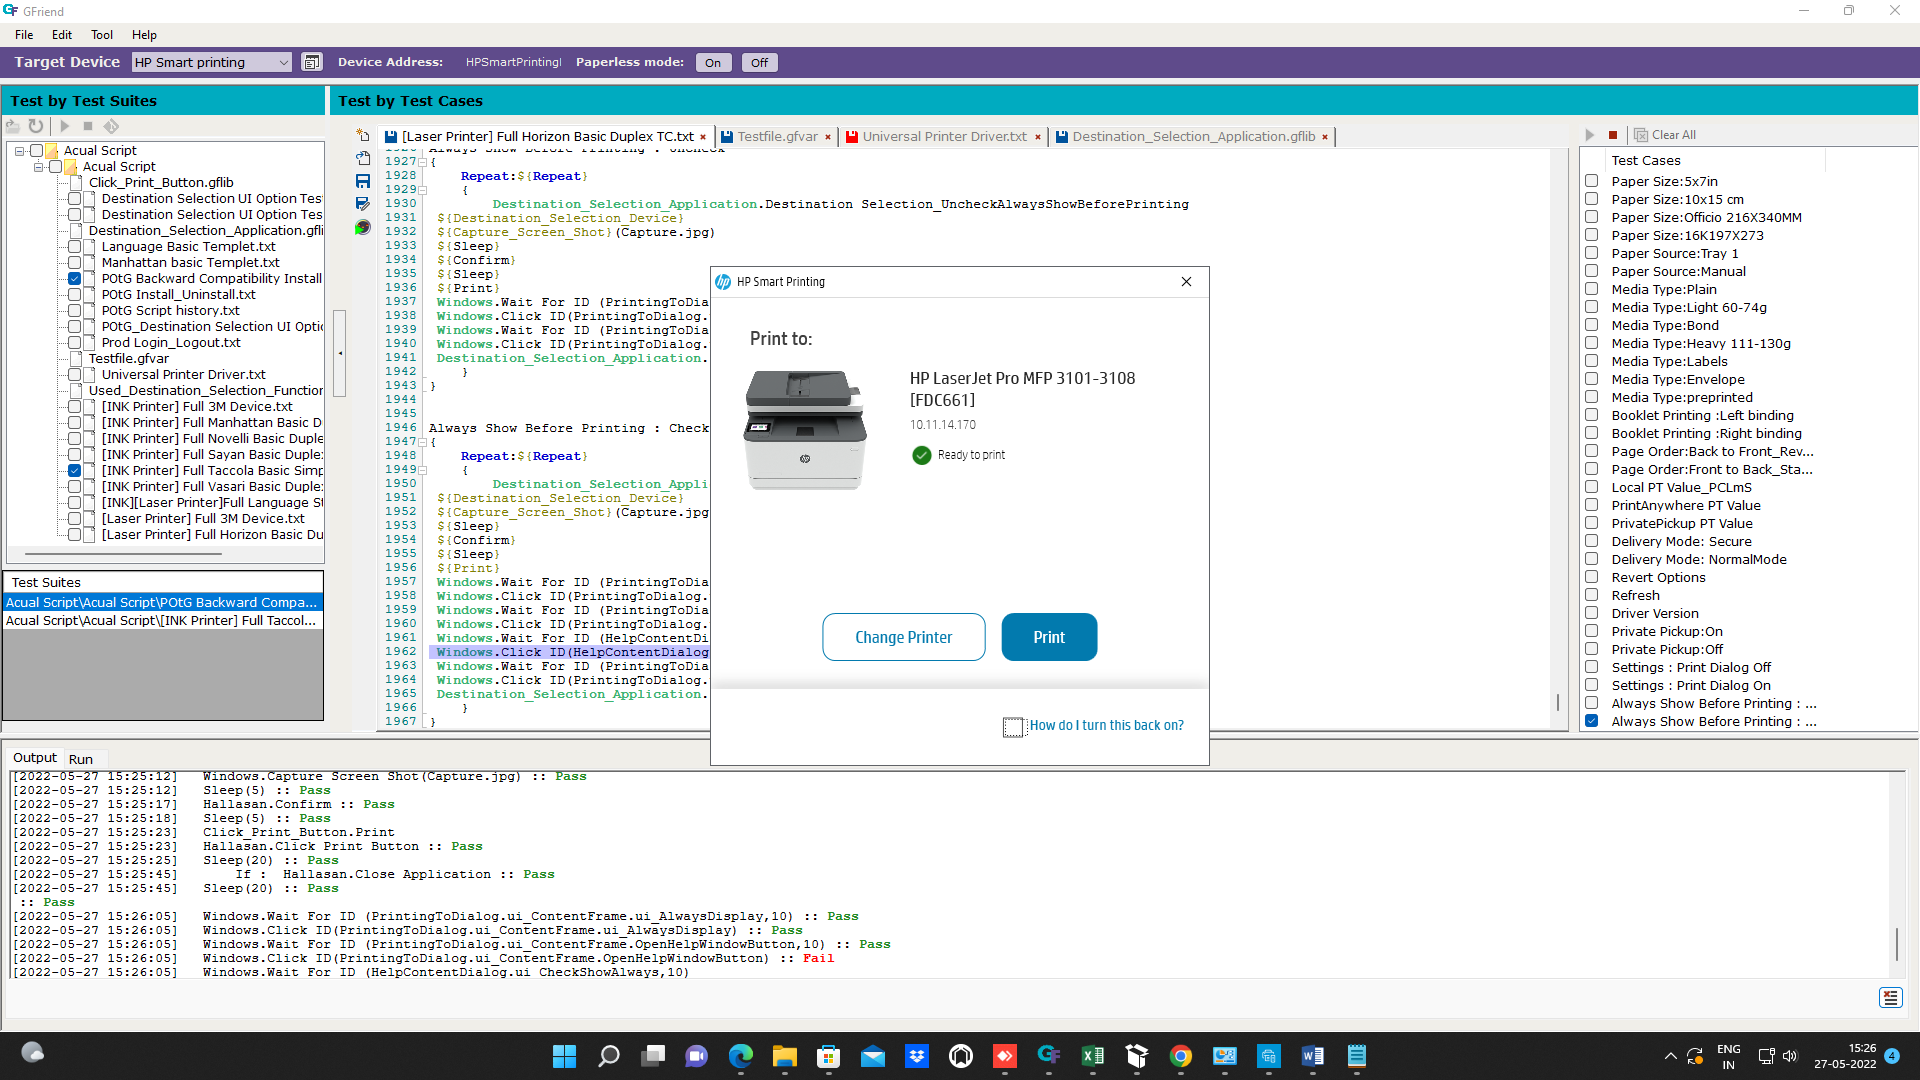 GFriend
File Edit Tool Help
Target Device HP Smart printing Device Address: HPSmartPrintingI Paperless mode: On Off
Test by Test Suites
Acual Script
Acual Script
Click_Print_Button.gflib
Destination Selection UI Option Tes
Destination Selection UI Option Tes
Destination_Selection_Application.gfli
Language Basic Templet.txt
Manhattan basic Templet.txt
POtG Backward Compatibility Install
POtG Install_Uninstall.txt
POtG Script history.txt
POtG_Destination Selection UI Optic
Prod Login_Logout.txt
Testfile.gfvar
Universal Printer Driver.txt
Used_Destination_Selection_Function
[INK Printer] Full 3M Device.txt
[INK Printer] Full Manhattan Basic D
[INK Printer] Full Novelli Basic Duple
[INK Printer] Full Sayan Basic Duple
[INK Printer] Full Taccola Basic Simp
[INK Printer] Full Vasari Basic Duple
[INK][Laser Printer]Full Language St
[Laser Printer] Full 3M Device.txt
[Laser Printer] Full Horizon Basic Du
Test Suites
Acual Script\Acual Script\POtG Backward Compa...
Acual Script\Acual Script\[INK Printer] Full Taccol...
Test by Test Cases
[Laser Printer] Full Horizon Basic Duplex TC.txt × Testfile.gfvar × Universal Printer Driver.txt × Destination_Selection_Application.gflib ×
1926 Always Show Before Printing : Uncheck
1927 {
1928 Repeat:${Repeat}
1929 {
1930 Destination_Selection_Application.Destination Selection_UncheckAlwaysShowBeforePrinting
1931 ${Destination_Selection_Device}
1932 ${Capture_Screen_Shot}(Capture.jpg)
1933 ${Sleep}
1934 ${Confirm}
1935 ${Sleep}
1936 ${Print}
1937 Windows.Wait For ID (PrintingToDia
1938 Windows.Click ID(PrintingToDialog.
1939 Windows.Wait For ID (PrintingToDia
1940 Windows.Click ID(PrintingToDialog.
1941 Destination_Selection_Application.
1942 }
1943 }
1944
1945
1946 Always Show Before Printing : Check
1947 {
1948 Repeat:${Repeat}
1949 {
1950 Destination_Selection_Appli
1951 ${Destination_Selection_Device}
1952 ${Capture_Screen_Shot}(Capture.jpg
1953 ${Sleep}
1954 ${Confirm}
1955 ${Sleep}
1956 ${Print}
1957 Windows.Wait For ID (PrintingToDia
1958 Windows.Click ID(PrintingToDialog.
1959 Windows.Wait For ID (PrintingToDia
1960 Windows.Click ID(PrintingToDialog.
1961 Windows.Wait For ID (HelpContentDi
1962 Windows.Click ID(HelpContentDialog
1963 Windows.Wait For ID (PrintingToDia
1964 Windows.Click ID(PrintingToDialog.
1965 Destination_Selection_Application.
1966 }
1967 }
HP Smart Printing
Print to:
HP LaserJet Pro MFP 3101-3108
[FDC661]
10.11.14.170
Ready to print
Change Printer Print
How do I turn this back on?
Clear All
Test Cases
Paper Size:5x7in
Paper Size:10x15 cm
Paper Size:Officio 216X340MM
Paper Size:16K197X273
Paper Source:Tray 1
Paper Source:Manual
Media Type:Plain
Media Type:Light 60-74g
Media Type:Bond
Media Type:Heavy 111-130g
Media Type:Labels
Media Type:Envelope
Media Type:preprinted
Booklet Printing :Left binding
Booklet Printing :Right binding
Page Order:Back to Front_Rev...
Page Order:Front to Back_Sta...
Local PT Value_PCLmS
PrintAnywhere PT Value
PrivatePickup PT Value
Delivery Mode: Secure
Delivery Mode: NormalMode
Revert Options
Refresh
Driver Version
Private Pickup:On
Private Pickup:Off
Settings : Print Dialog Off
Settings : Print Dialog On
Always Show Before Printing : ...
Always Show Before Printing : ...
Output Run
[2022-05-27 15:25:12] Windows.Capture Screen Shot(Capture.jpg) :: Pass
[2022-05-27 15:25:12] Sleep(5) :: Pass
[2022-05-27 15:25:17] Hallasan.Confirm :: Pass
[2022-05-27 15:25:18] Sleep(5) :: Pass
[2022-05-27 15:25:23] Click_Print_Button.Print
[2022-05-27 15:25:23] Hallasan.Click Print Button :: Pass
[2022-05-27 15:25:25] Sleep(20) :: Pass
[2022-05-27 15:25:45] If : Hallasan.Close Application :: Pass
[2022-05-27 15:25:45] Sleep(20) :: Pass
:: Pass
[2022-05-27 15:26:05] Windows.Wait For ID (PrintingToDialog.ui_ContentFrame.ui_AlwaysDisplay,10) :: Pass
[2022-05-27 15:26:05] Windows.Click ID(PrintingToDialog.ui_ContentFrame.ui_AlwaysDisplay) :: Pass
[2022-05-27 15:26:05] Windows.Wait For ID (PrintingToDialog.ui_ContentFrame.OpenHelpWindowButton,10) :: Pass
[2022-05-27 15:26:05] Windows.Click ID(PrintingToDialog.ui_ContentFrame.OpenHelpWindowButton) :: Fail
[2022-05-27 15:26:05] Windows.Wait For ID (HelpContentDialog.ui_CheckShowAlways,10)
ENG
IN
15:26
27-05-2022
4